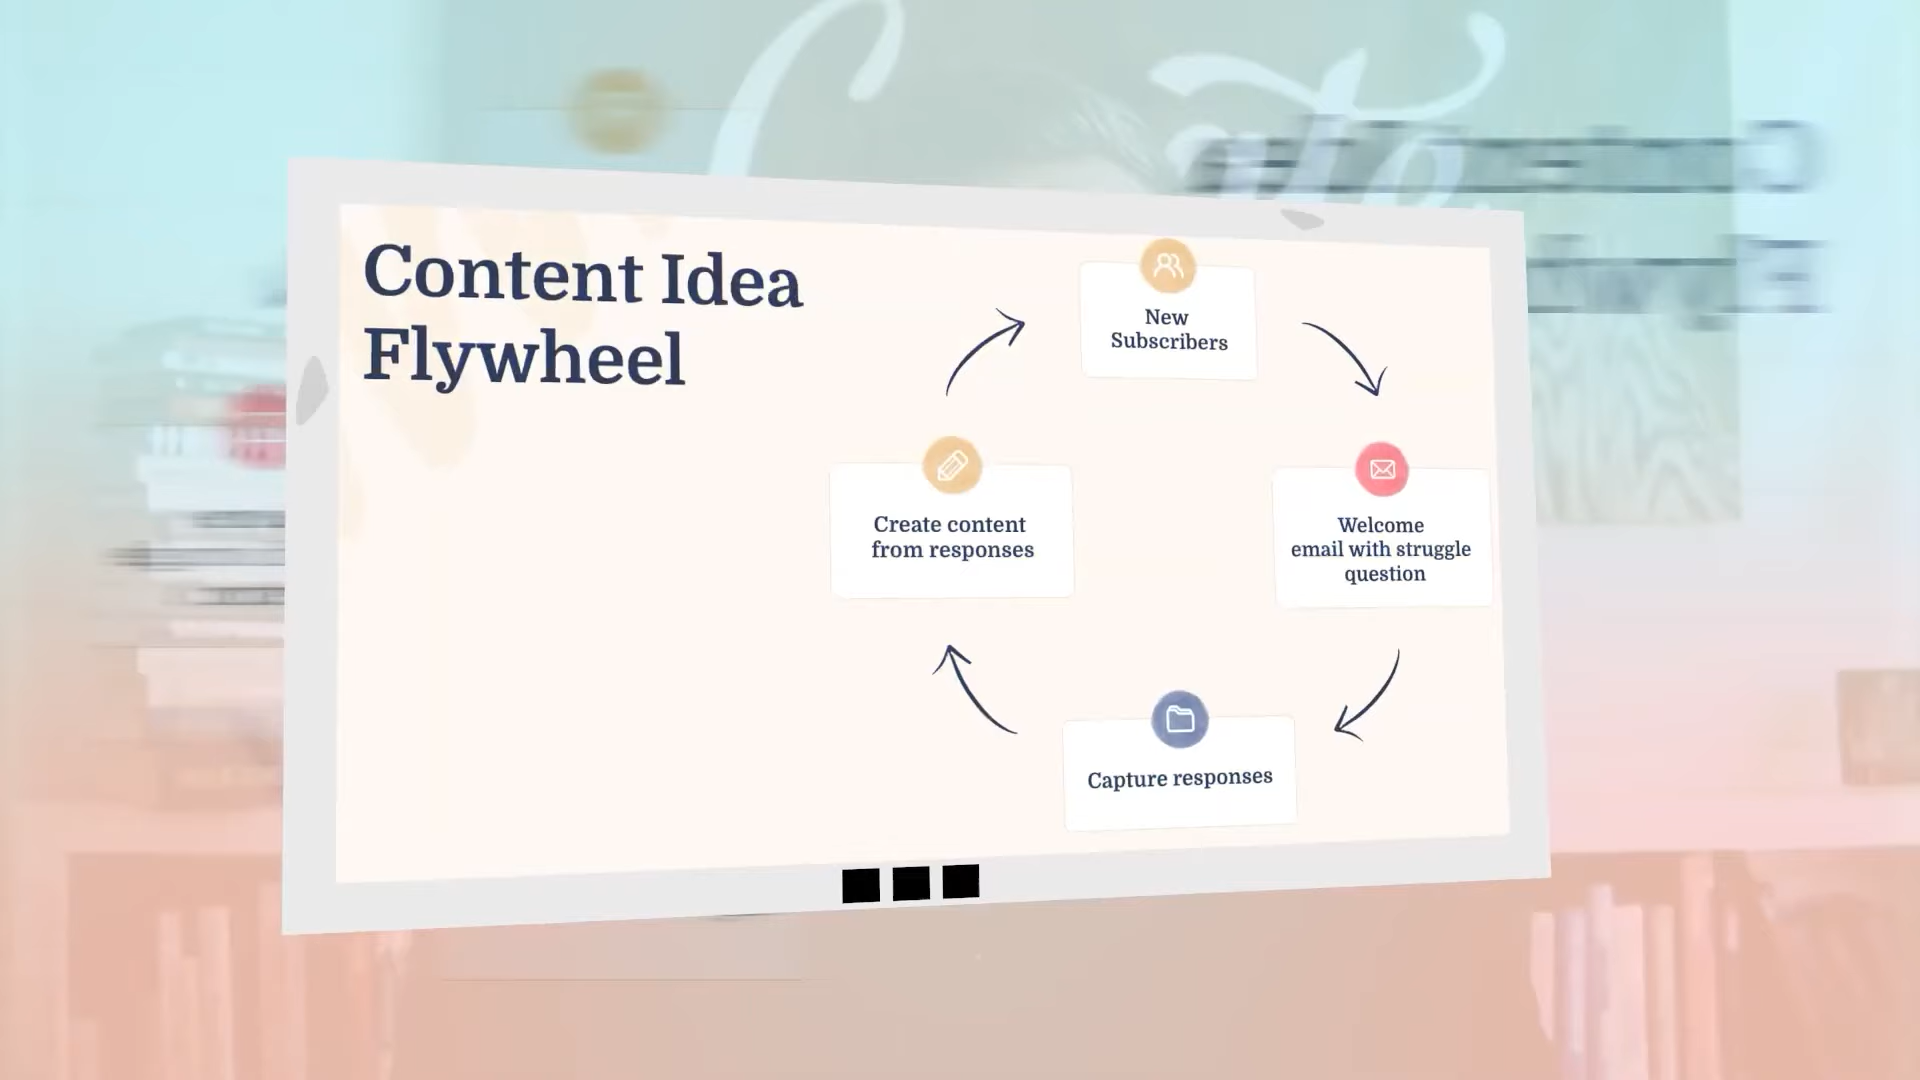 Content Idea
Flywheel
New
Subscribers
Welcome
email with struggle
question
Capture responses
Create content
from responses